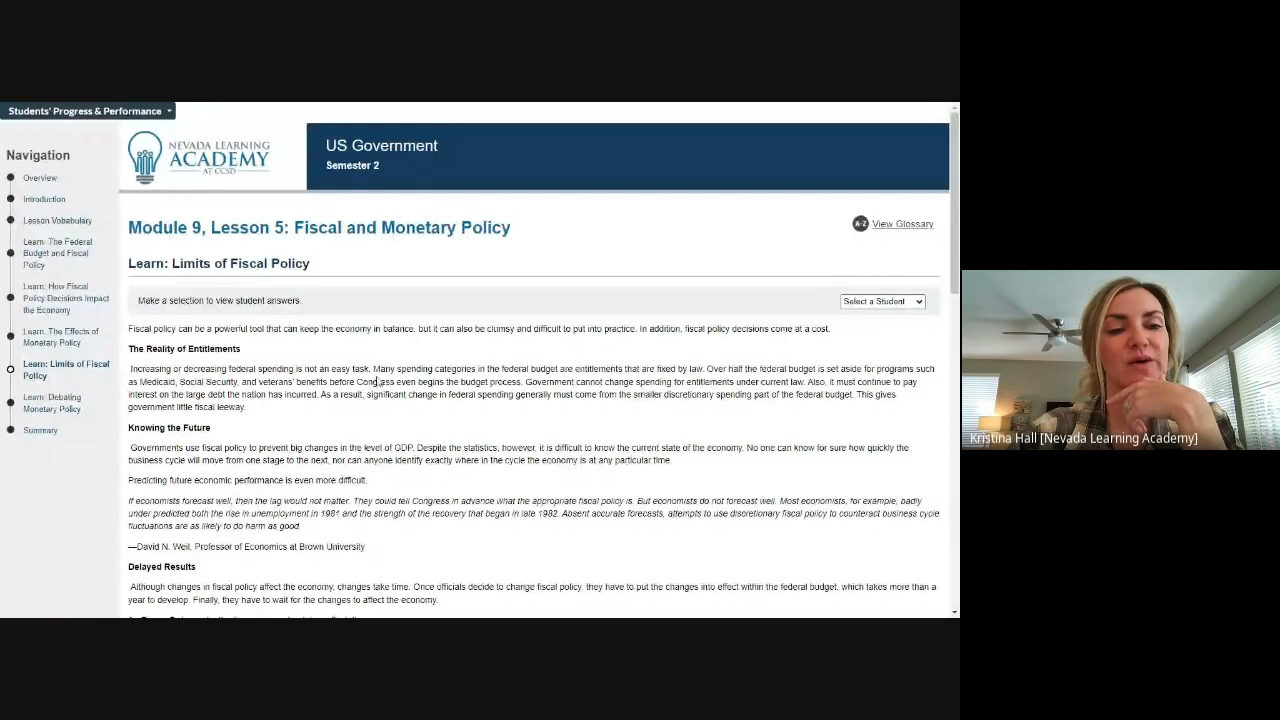 Students' Progress & Performance
Navigation
Overview
Introduction
Lesson Vobabulary
Learn: The Federal
Budget and Fiscal
Policy
Learn: How Fiscal
Policy Decisions Impact
the Economy
Learn: The Effects of
Monetary Policy
Learn: Limits of Fiscal
Policy
Learn: Debating
Monetary Policy
Summary
NEVADA LEARNING
ACADEMY
AT CCSD
US Government
Semester 2
Module 9, Lesson 5: Fiscal and Monetary Policy
A-Z View Glossary
Learn: Limits of Fiscal Policy
Make a selection to view student answers.
Select a Student
Fiscal policy can be a powerful tool that can keep the economy in balance, but it can also be clumsy and difficult to put into practice. In addition, fiscal policy decisions come at a cost.
The Reality of Entitlements
Increasing or decreasing federal spending is not an easy task. Many spending categories in the federal budget are entitlements that are fixed by law. Over half the federal budget is set aside for programs such
as Medicaid, Social Security, and veterans' benefits before Congress even begins the budget process. Government cannot change spending for entitlements under current law. Also, it must continue to pay
interest on the large debt the nation has incurred. As a result, significant change in federal spending generally must come from the smaller discretionary spending part of the federal budget. This gives
government little fiscal leeway.
Knowing the Future
Governments use fiscal policy to prevent big changes in the level of GDP. Despite the statistics, however, it is difficult to know the current state of the economy. No one can know for sure how quickly the
business cycle will move from one stage to the next, nor can anyone identify exactly where in the cycle the economy is at any particular time.
Predicting future economic performance is even more difficult.
If economists forecast well, then the lag would not matter. They could tell Congress in advance what the appropriate fiscal policy is. But economists do not forecast well. Most economists, for example, badly
under predicted both the rise in unemployment in 1981 and the strength of the recovery that began in late 1982. Absent accurate forecasts, attempts to use discretionary fiscal policy to counteract business cycle
fluctuations are as likely to do harm as good.
—David N. Weil, Professor of Economics at Brown University
Delayed Results
Although changes in fiscal policy affect the economy, changes take time. Once officials decide to change fiscal policy, they have to put the changes into effect within the federal budget, which takes more than a
year to develop. Finally, they have to wait for the changes to affect the economy.
Kristina Hall [Nevada Learning Academy]